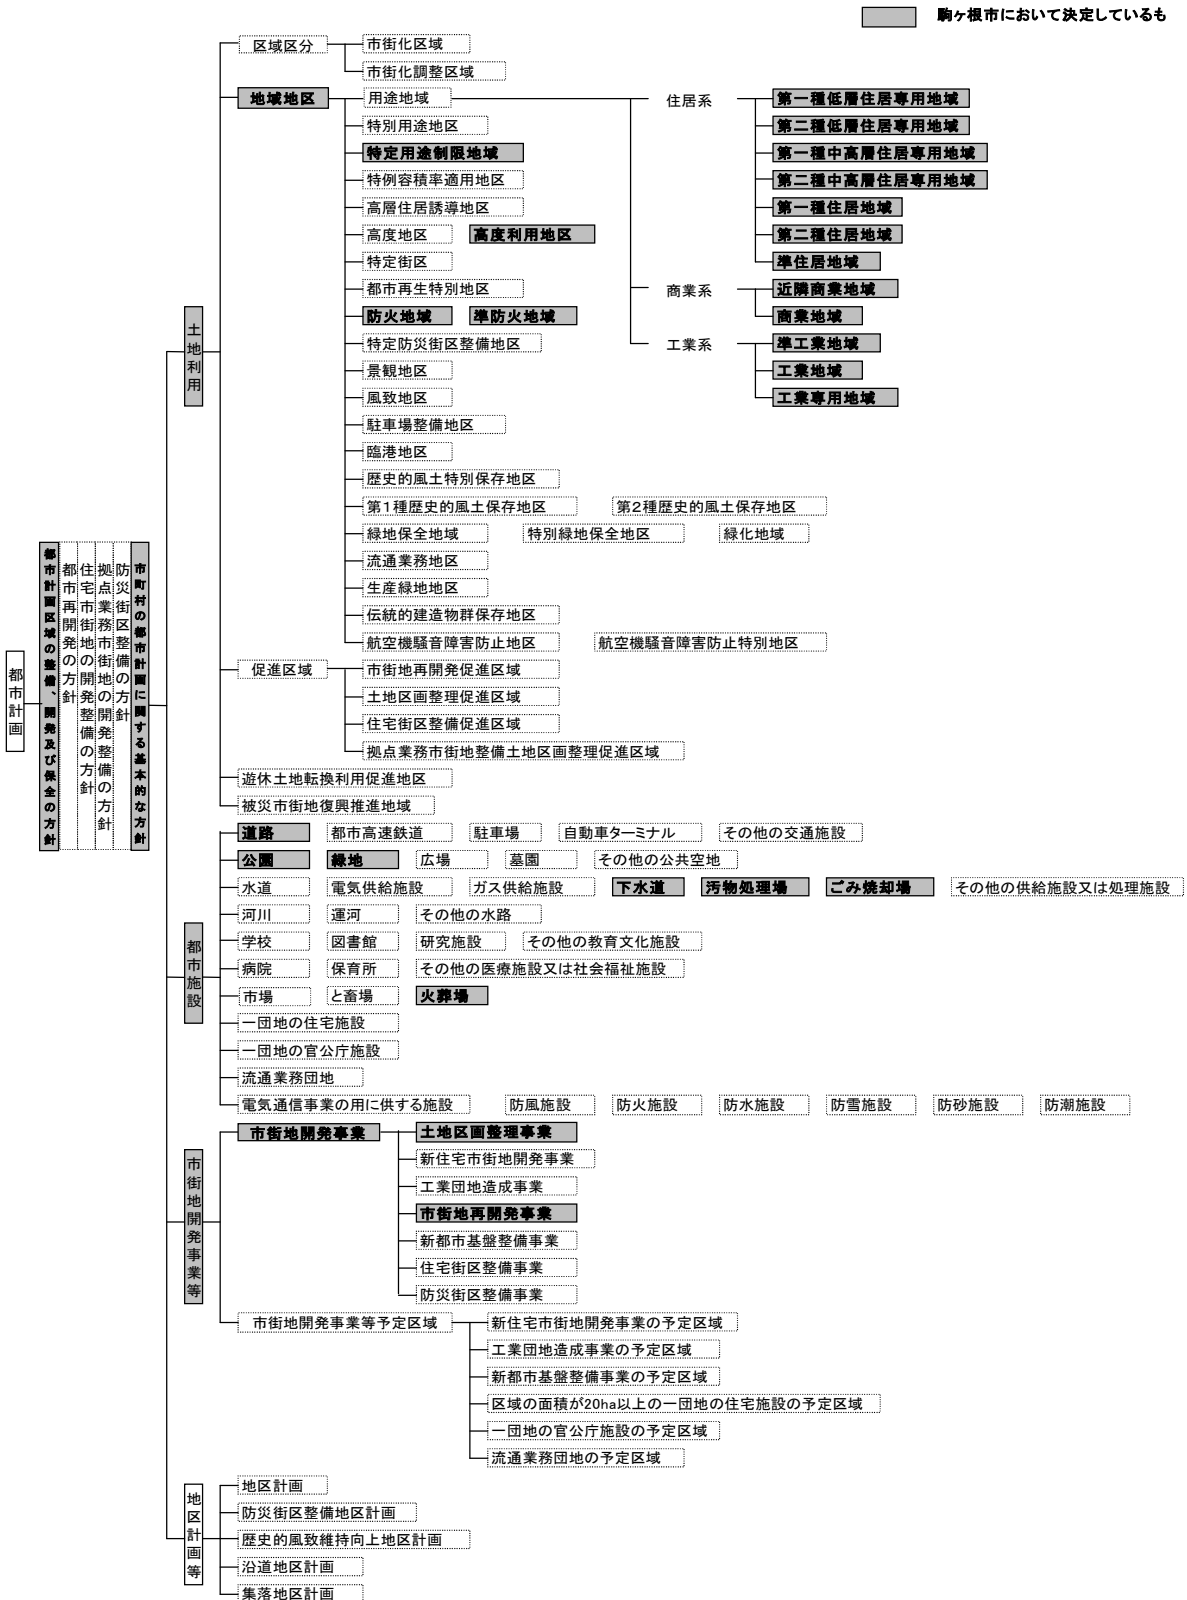 駒ヶ根市において決定しているも
都市計画
都市計画区域の整備、開発及び保全の方針
都市再開発の方針
住宅市街地の開発整備の方針
拠点業務市街地の開発整備の方針
防災街区整備の方針
市町村の都市計画に関する基本的な方針
土地利用
区域区分
市街化区域
市街化調整区域
地域地区
用途地域
住居系
第一種低層住居専用地域
第二種低層住居専用地域
第一種中高層住居専用地域
第二種中高層住居専用地域
第一種住居地域
第二種住居地域
準住居地域
商業系
近隣商業地域
商業地域
工業系
準工業地域
工業地域
工業専用地域
特別用途地区
特定用途制限地域
特例容積率適用地区
高層住居誘導地区
高度地区 高度利用地区
特定街区
都市再生特別地区
防火地域 準防火地域
特定防災街区整備地区
景観地区
風致地区
駐車場整備地区
臨港地区
歴史的風土特別保存地区
第1種歴史的風土保存地区 第2種歴史的風土保存地区
緑地保全地域 特別緑地保全地区 緑化地域
流通業務地区
生産緑地地区
伝統的建造物群保存地区
航空機騒音障害防止地区 航空機騒音障害防止特別地区
促進区域
市街地再開発促進区域
土地区画整理促進区域
住宅街区整備促進区域
拠点業務市街地整備土地区画整理促進区域
遊休土地転換利用促進地区
被災市街地復興推進地域
都市施設
道路 都市高速鉄道 駐車場 自動車ターミナル その他の交通施設
公園 緑地 広場 墓園 その他の公共空地
水道 電気供給施設 ガス供給施設 下水道 汚物処理場 ごみ焼却場 その他の供給施設又は処理施設
河川 運河 その他の水路
学校 図書館 研究施設 その他の教育文化施設
病院 保育所 その他の医療施設又は社会福祉施設
市場 と畜場 火葬場
一団地の住宅施設
一団地の官公庁施設
流通業務団地
電気通信事業の用に供する施設 防風施設 防火施設 防水施設 防雪施設 防砂施設 防潮施設
市街地開発事業等
市街地開発事業
土地区画整理事業
新住宅市街地開発事業
工業団地造成事業
市街地再開発事業
新都市基盤整備事業
住宅街区整備事業
防災街区整備事業
市街地開発事業等予定区域
新住宅市街地開発事業の予定区域
工業団地造成事業の予定区域
新都市基盤整備事業の予定区域
区域の面積が20ha以上の一団地の住宅施設の予定区域
一団地の官公庁施設の予定区域
流通業務団地の予定区域
地区計画等
地区計画
防災街区整備地区計画
歴史的風致維持向上地区計画
沿道地区計画
集落地区計画